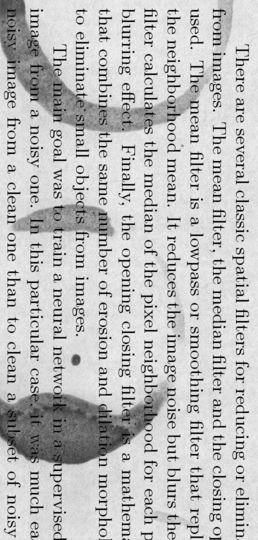 There are several classic spatial filters for reducing or elimin
from images. The mean filter, the median filter and the closing op
used. The mean filter is a lowpass or smoothing filter that repl
the neighborhood mean. It reduces the image noise but blurs the
filter calculates the median of the pixel neighborhood for each p
blurring effect. Finally, the opening closing filter is a mathema
that combines the same number of erosion and dilation morphol
to eliminate small objects from images.
The main goal was to train a neural network in a supervised
image from a noisy one. In this particular case, it was much ea
noisy image from a clean one than to clean a subset of noisy